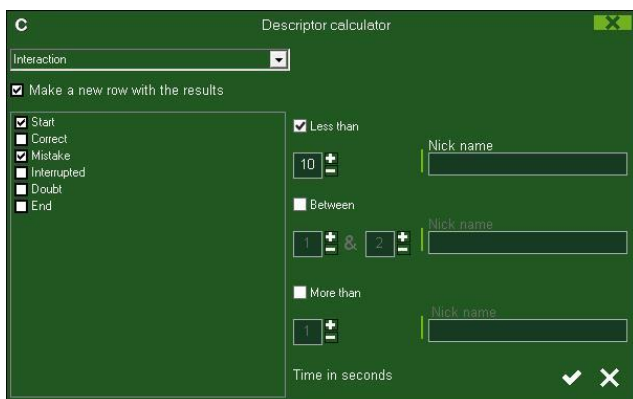 C
Descriptor calculator
X
Interaction
Make a new row with the results
Start
Correct
Mistake
Interrupted
Doubt
End
Less than
10
Nick name
Between
1 & 2
Nick name
More than
1
Nick name
Time in seconds